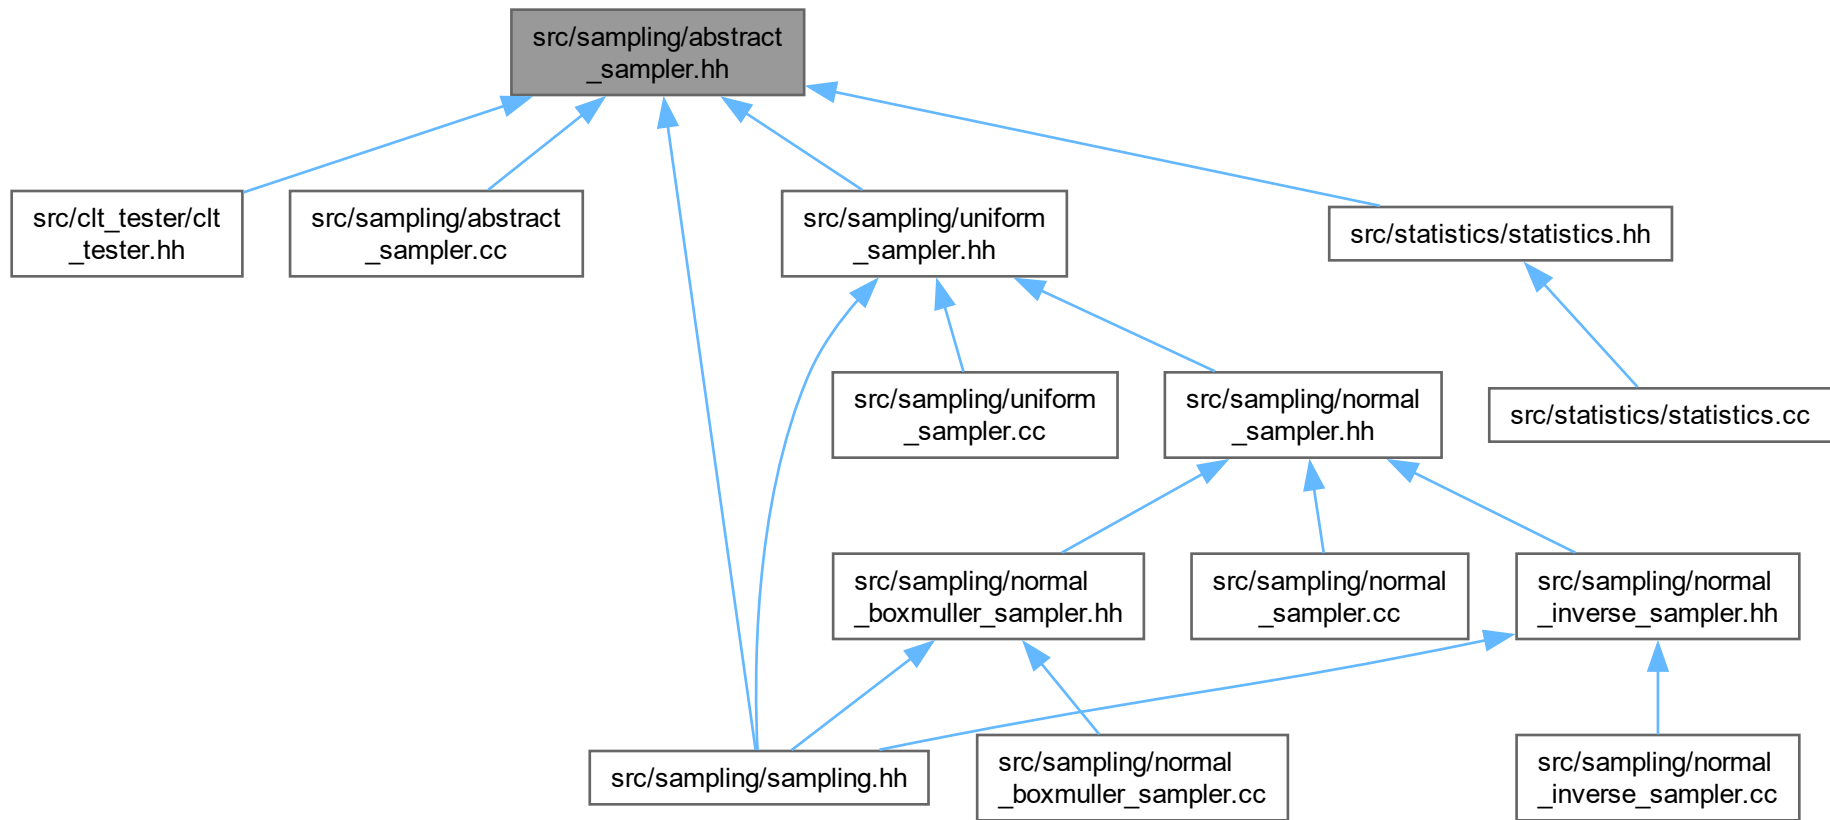 src/sampling/abstract
_sampler.hh
src/clt_tester/clt
_tester.hh
src/sampling/abstract
_sampler.cc
src/sampling/uniform
_sampler.hh
src/statistics/statistics.hh
src/sampling/uniform
_sampler.cc
src/sampling/normal
_sampler.hh
src/statistics/statistics.cc
src/sampling/normal
_boxmuller_sampler.hh
src/sampling/normal
_sampler.cc
src/sampling/normal
_inverse_sampler.hh
src/sampling/sampling.hh
src/sampling/normal
_boxmuller_sampler.cc
src/sampling/normal
_inverse_sampler.cc